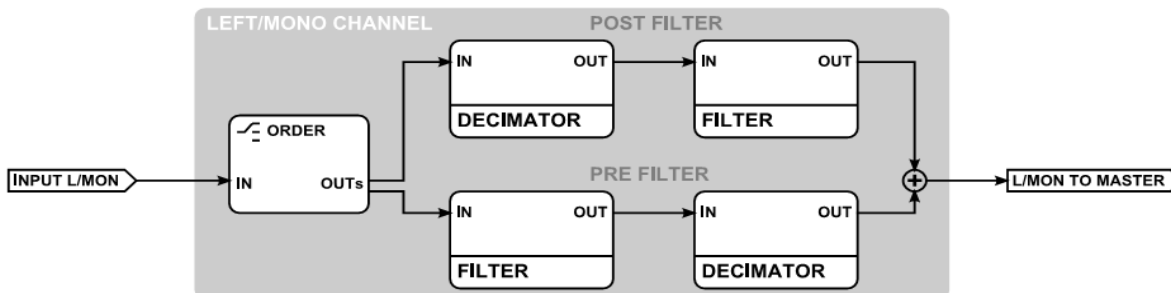 LEFT/MONO CHANNEL
POST FILTER
IN OUT
DECIMATOR
IN OUT
FILTER
ORDER
IN OUTs
INPUT L/MON
PRE FILTER
IN OUT
FILTER
IN OUT
DECIMATOR
L/MON TO MASTER